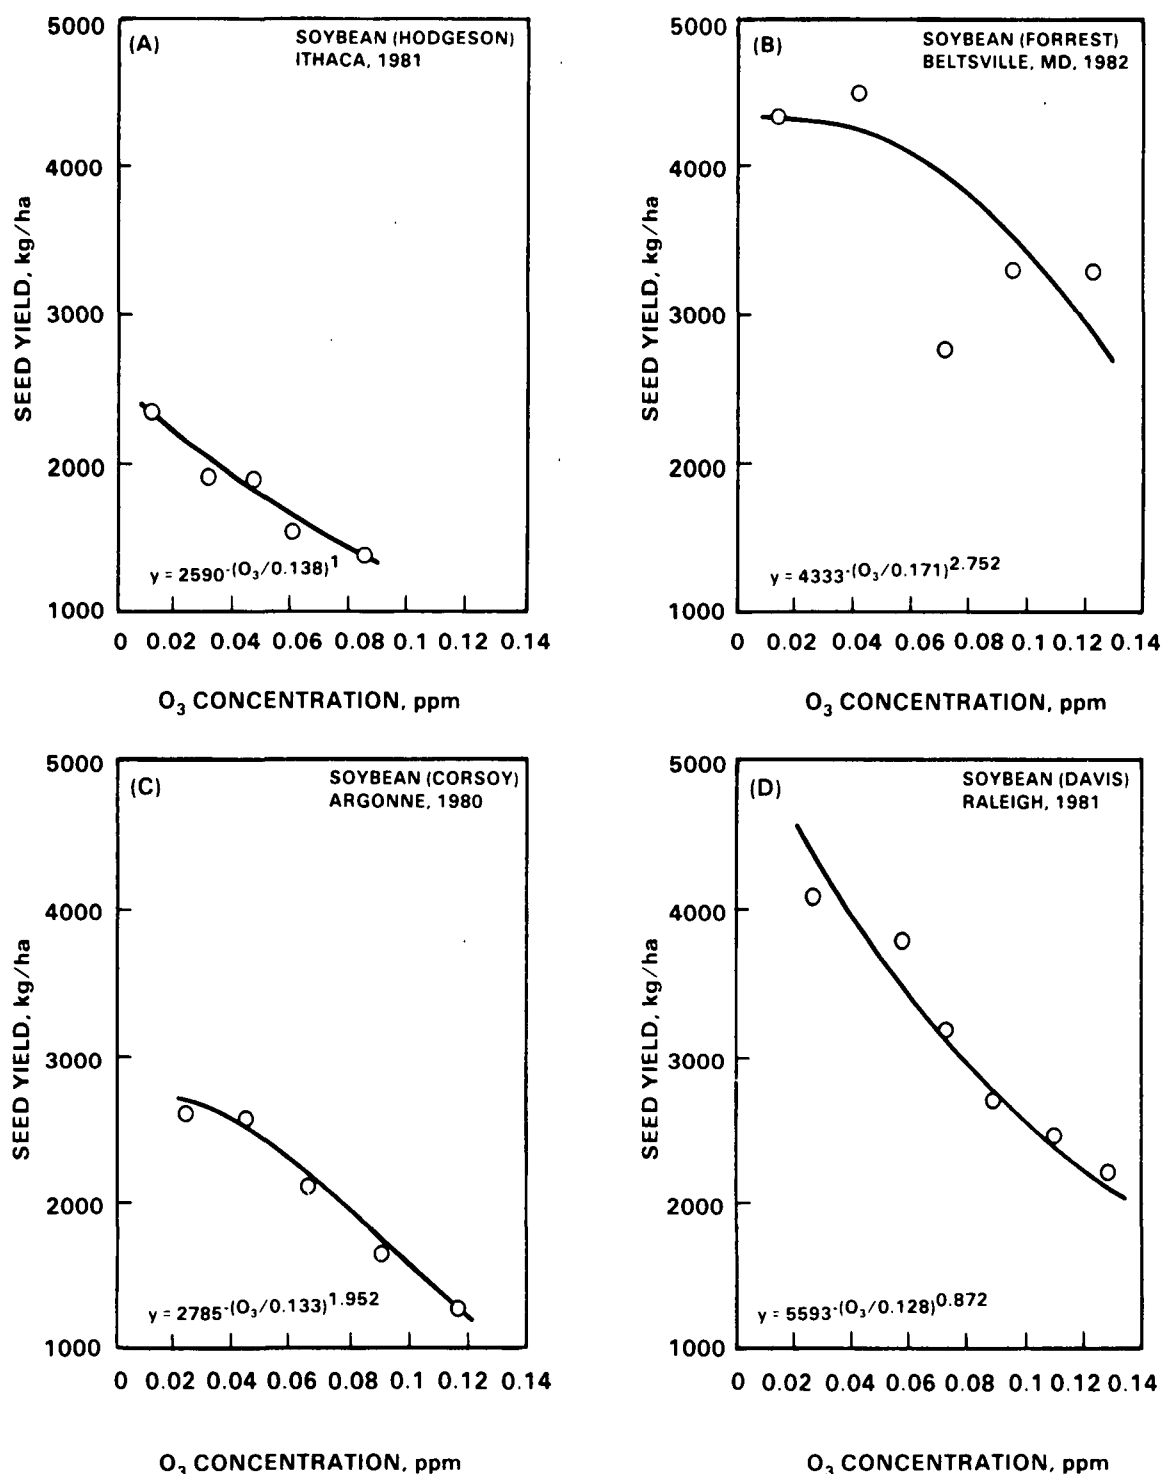 (A)
SOYBEAN (HODGESON)
ITHACA, 1981
5000
4000
3000
2000
1000
SEED YIELD, kg/ha
y = 2590-(O3/0.138)1
0 0.02 0.04 0.06 0.08 0.1 0.12 0.14
O3 CONCENTRATION, ppm
(B)
SOYBEAN (FORREST)
BELTSVILLE, MD, 1982
5000
4000
3000
2000
1000
SEED YIELD, kg/ha
y = 4333-(O3/0.171)2.752
0 0.02 0.04 0.06 0.08 0.1 0.12 0.14
O3 CONCENTRATION, ppm
(C)
SOYBEAN (CORSOY)
ARGONNE, 1980
5000
4000
3000
2000
1000
SEED YIELD, kg/ha
y = 2785-(O3/0.133)1.952
0 0.02 0.04 0.06 0.08 0.1 0.12 0.14
O3 CONCENTRATION, ppm
(D)
SOYBEAN (DAVIS)
RALEIGH, 1981
5000
4000
3000
2000
1000
SEED YIELD, kg/ha
y = 5593-(O3/0.128)0.872
0 0.02 0.04 0.06 0.08 0.1 0.12 0.14
O3 CONCENTRATION, ppm